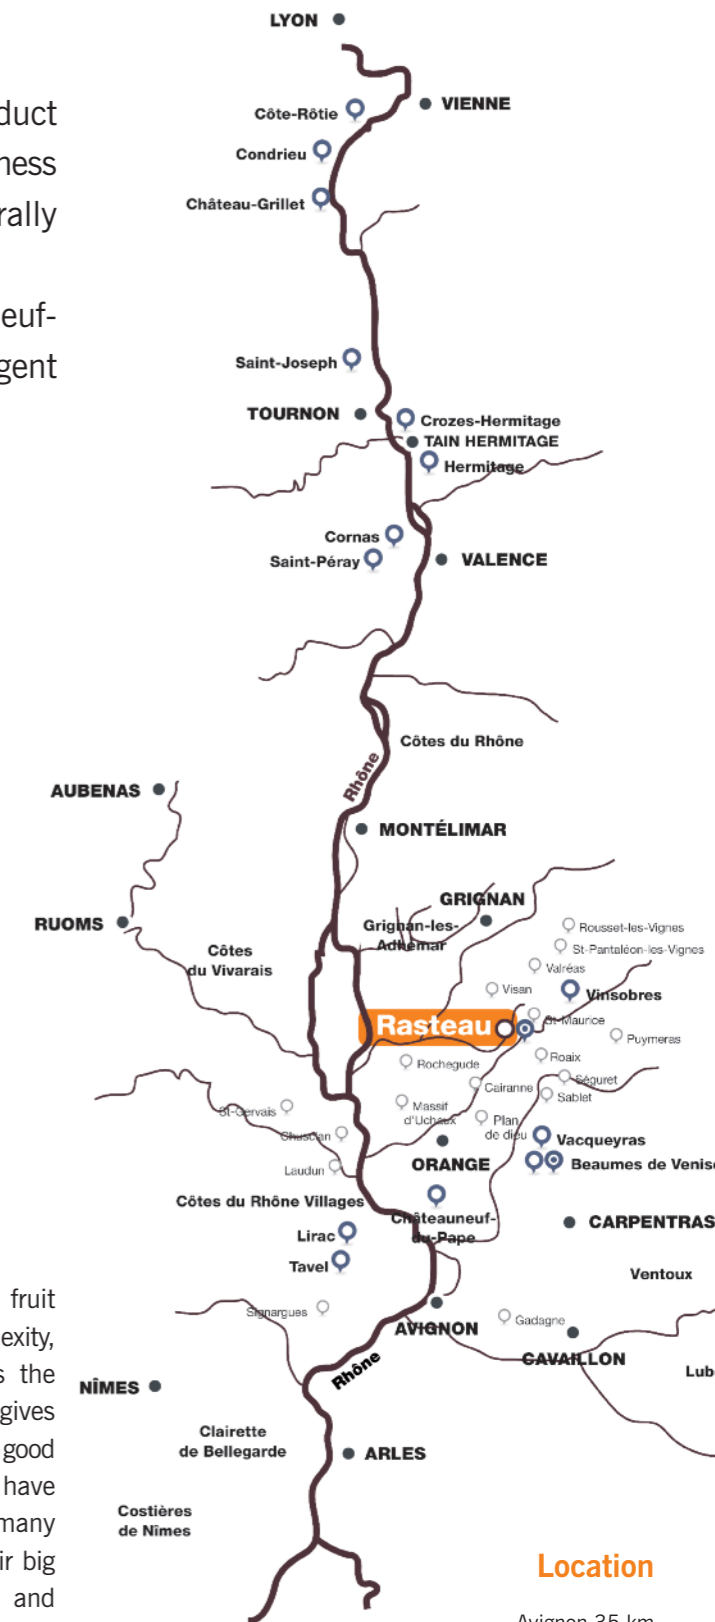 LYON
duct
VIENNE
Côte-Rôtie
ness
Condrieu
Château-Grillet
rally
euf-
Saint-Joseph
gent
TOURNON
Crozes-Hermitage
TAIN HERMITAGE
Hermitage
Cornas
Saint-Péray
VALENCE
Côtes du Rhône
Rhône
AUBENAS
MONTÉLIMAR
GRIGNAN
RUOMS
Grignan-les-
Adhémar
Rousset-les-Vignes
St-Pantaléon-les-Vignes
Côtes
du Vivarais
Valréas
Visan
Vinsobres
Rasteau
St-Maurice
Puymeras
Roaix
Rochegude
Séguret
Cairanne
Sablet
St-Gervais
Massif
d'Uchaux
Plan
de dieu
Chusclan
Vacqueyras
ORANGE
Beaumes de Venise
Laudun
Côtes du Rhône Villages
Châteauneuf-
du-Pape
CARPENTRAS
Lirac
Tavel
Ventoux
fruit
Signargues
Gadagne
exity,
AVIGNON
CAVAILLON
s the
Rhône
Lub
NÎMES
gives
Clairette
de Bellegarde
good
ARLES
have
Costières
de Nîmes
many
ir big
Location
and
Avignon 35 km